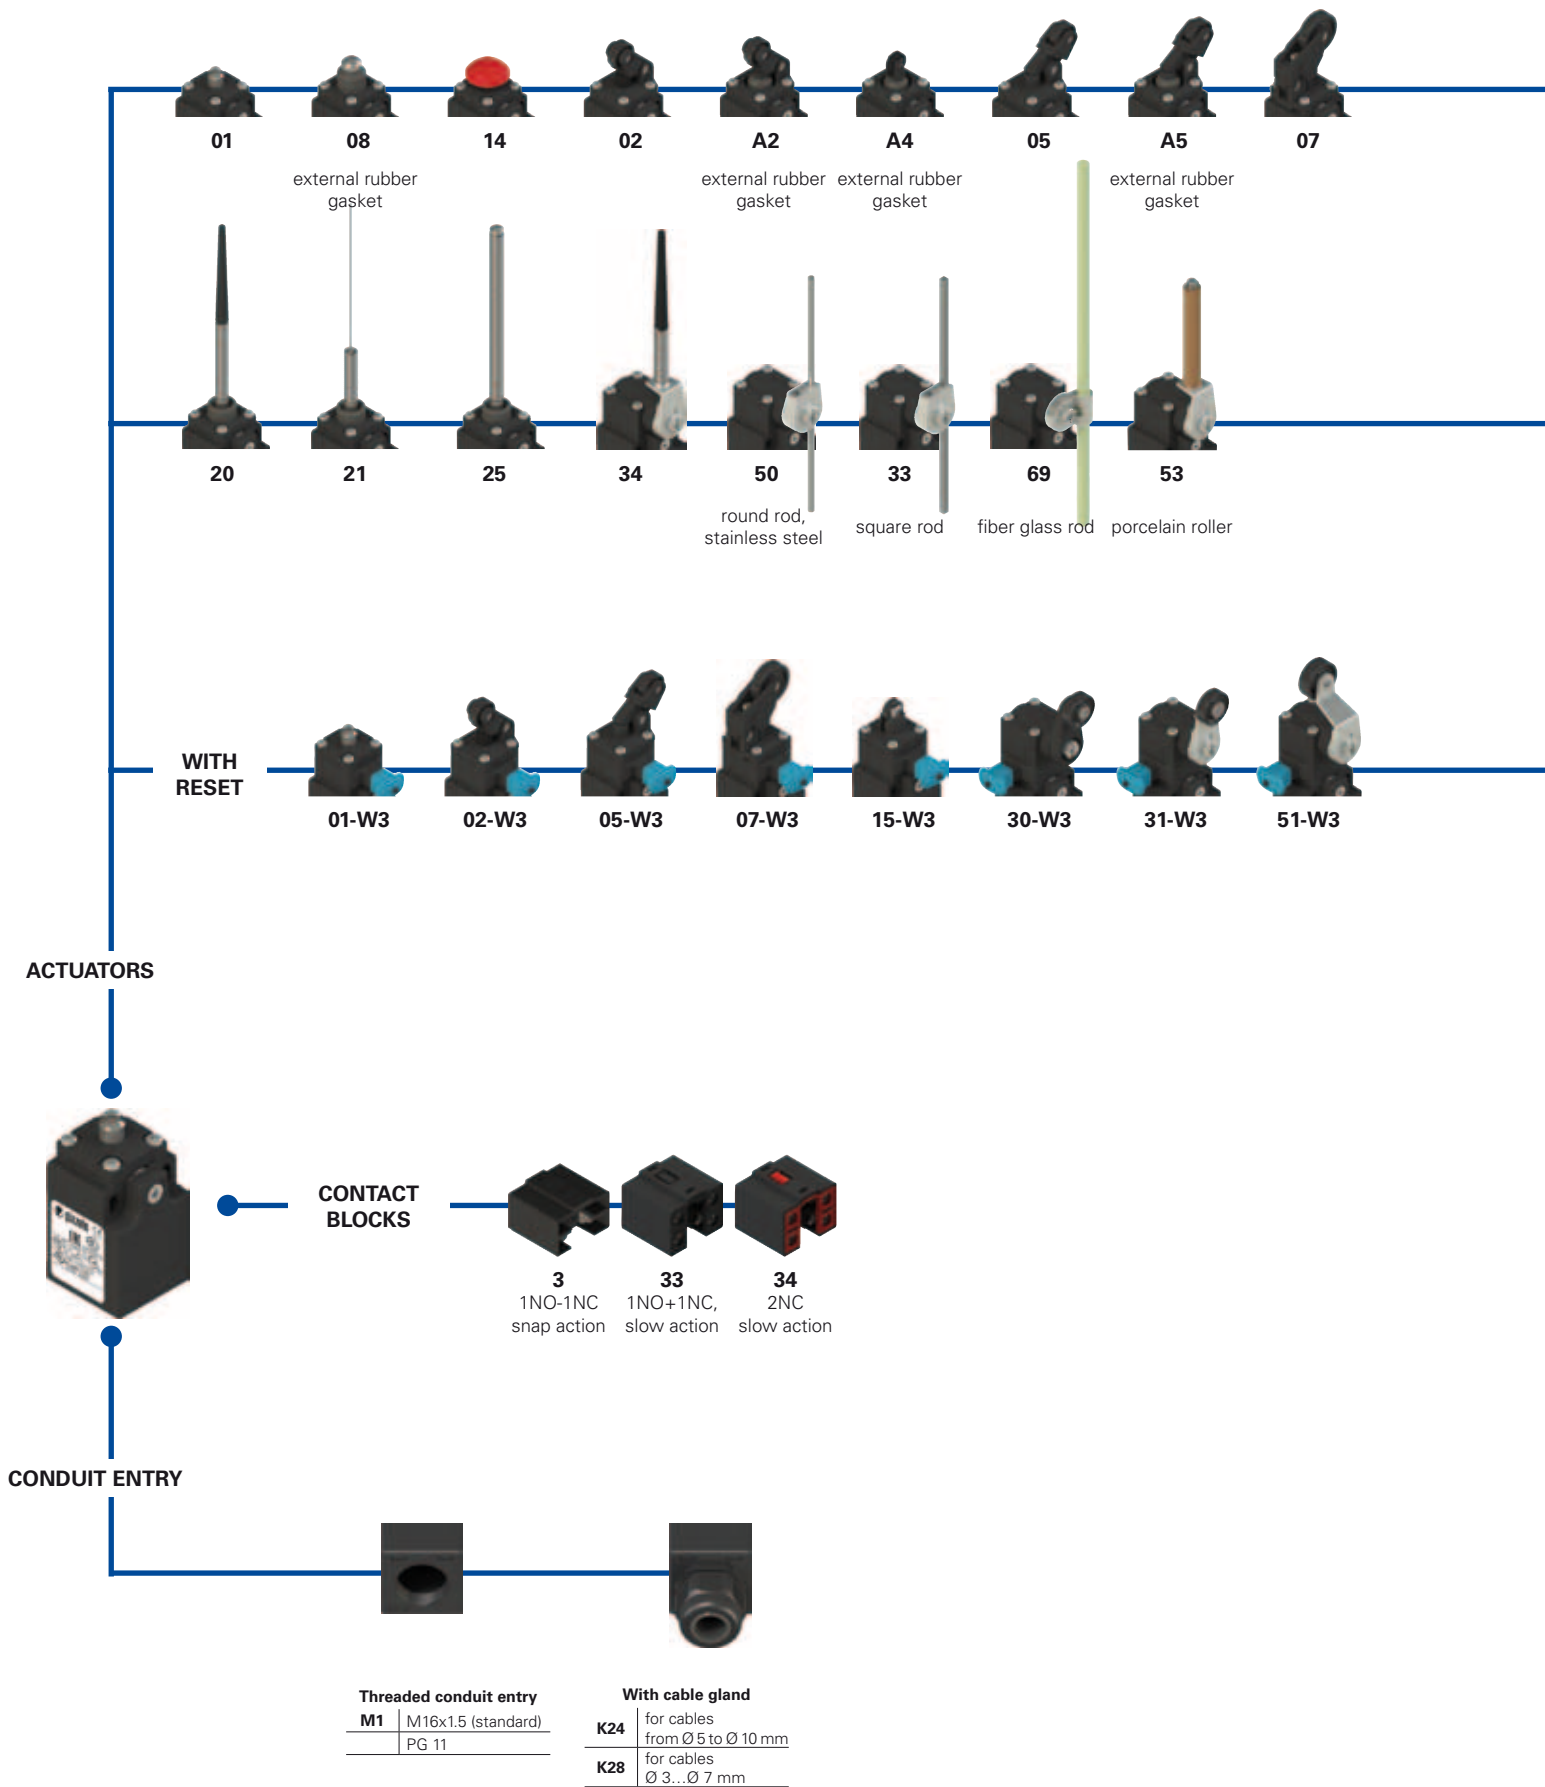 01 08 14 02 A2 A4 05 A5 07
external rubber external rubber external rubber external rubber
gasket gasket gasket gasket
20 21 25 34 50 33 69 53
round rod,
stainless steel
square rod
fiber glass rod
porcelain roller
WITH
RESET
01-W3 02-W3 05-W3 07-W3 15-W3 30-W3 31-W3 51-W3
ACTUATORS
CONTACT
BLOCKS
3 33 34
1NO-1NC 1NO+1NC, 2NC
snap action slow action slow action
CONDUIT ENTRY
Threaded conduit entry
M1 M16x1.5 (standard)
PG 11
With cable gland
K24 for cables
from Ø 5 to Ø 10 mm
K28 for cables
Ø 3…Ø 7 mm